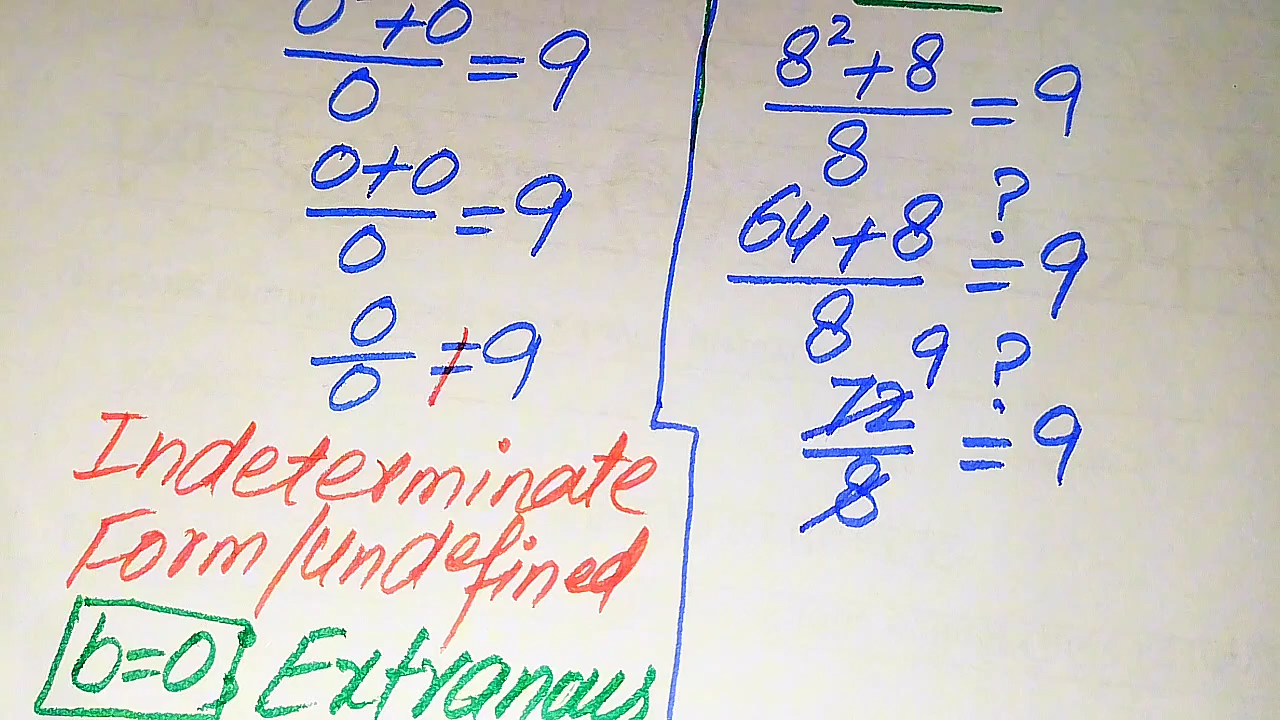 0²+0
/0 = 9
0+0
/0 = 9
0
/0 ≠ 9
Indeterminate
Form/undefined
b=0 Extranous
8²+8
/8 = 9
64+8 ?
/8 = 9
9 ?
72
/8 = 9